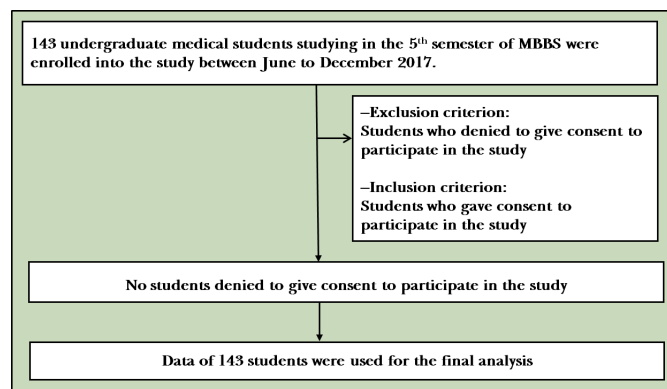 143 undergraduate medical students studying in the 5th semester of MBBS were
enrolled into the study between June to December 2017.
–Exclusion criterion:
Students who denied to give consent to
participate in the study
–Inclusion criterion:
Students who gave consent to
participate in the study
No students denied to give consent to participate in the study
Data of 143 students were used for the final analysis